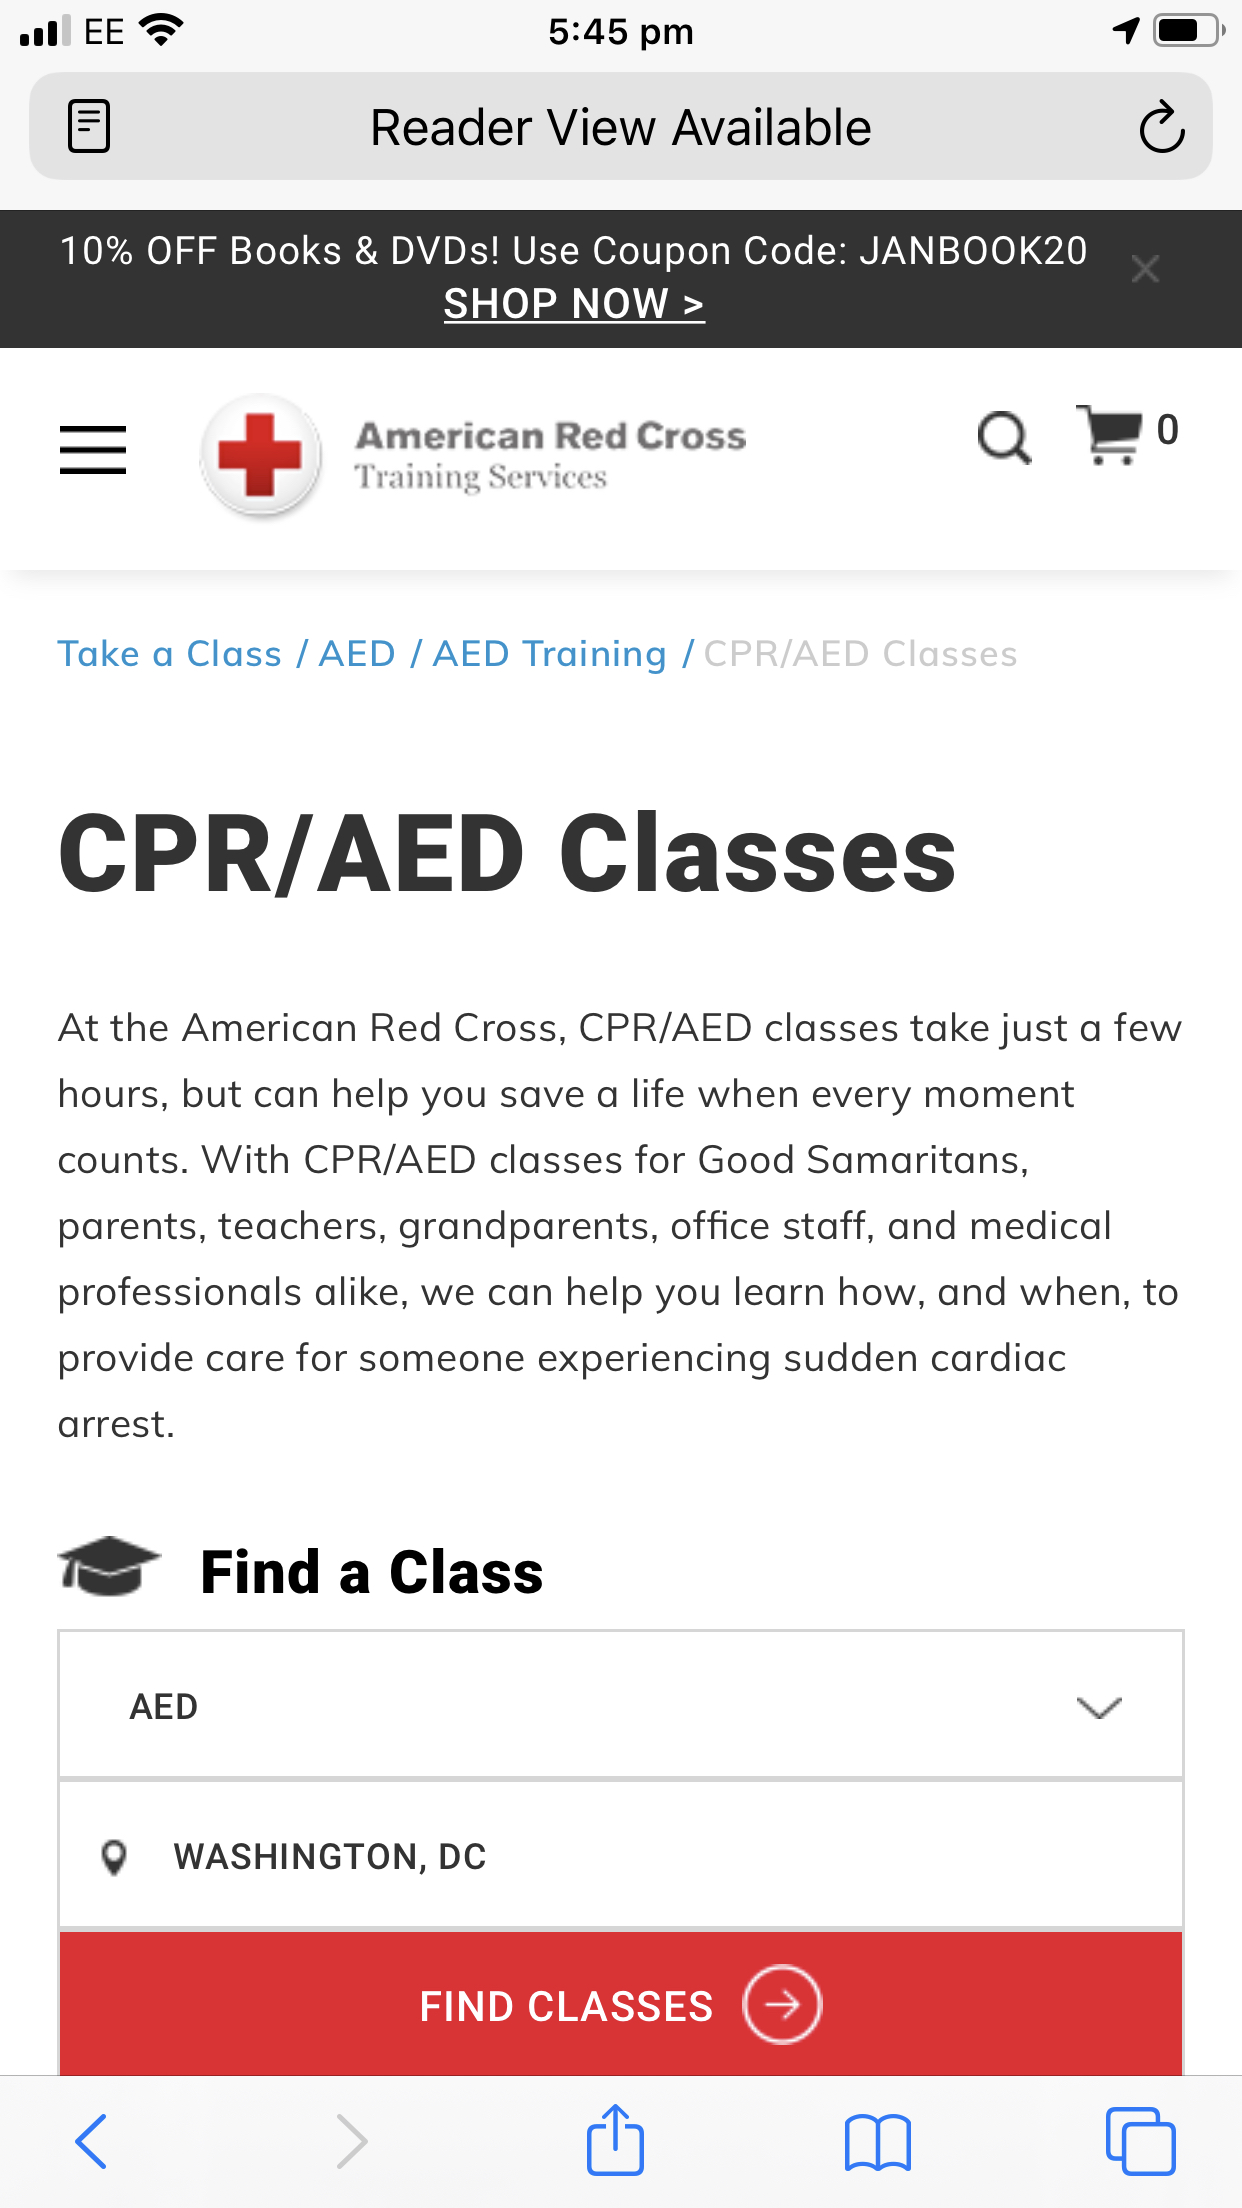 EE
5:45 pm
Reader View Available
10% OFF Books & DVDs! Use Coupon Code: JANBOOK20
SHOP NOW >
American Red Cross
Training Services
0
Take a Class / AED / AED Training / CPR/AED Classes
CPR/AED Classes
At the American Red Cross, CPR/AED classes take just a few
hours, but can help you save a life when every moment
counts. With CPR/AED classes for Good Samaritans,
parents, teachers, grandparents, office staff, and medical
professionals alike, we can help you learn how, and when, to
provide care for someone experiencing sudden cardiac
arrest.
Find a Class
AED
WASHINGTON, DC
FIND CLASSES